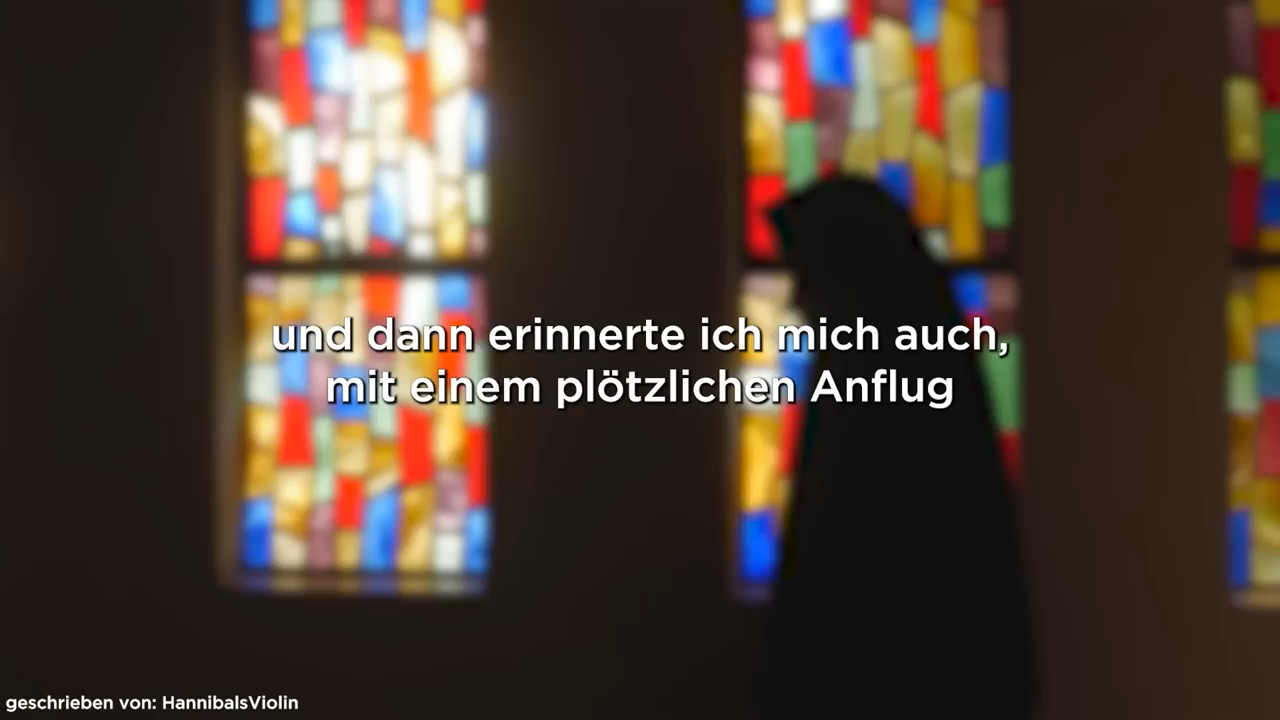 und dann erinnerte ich mich auch,
mit einem plötzlichen Anflug
geschrieben von: HannibalsViolin